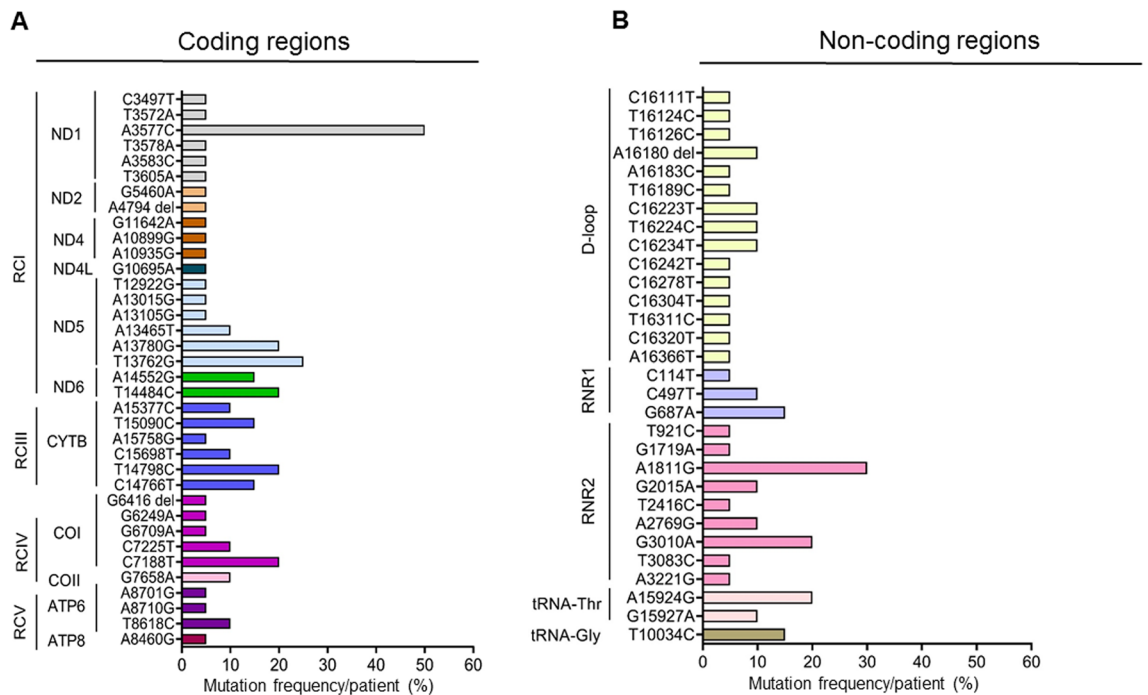 A
Coding regions
RCI
ND1
C3497T
T3572A
A3577C
T3578A
A3583C
T3605A
ND2
G5460A
A4794 del
ND4
G11642A
A10899G
A10935G
ND4L
G10695A
ND5
T12922G
A13015G
A13105G
A13465T
A13780G
T13762G
ND6
A14552G
T14484C
RCIII
CYTB
A15377C
T15090C
A15758G
C15698T
T14798C
C14766T
RCIV
COI
G6416 del
G6249A
G6709A
C7225T
C7188T
COII
G7658A
RCV
ATP6
A8701G
A8710G
T8618C
ATP8
A8460G
0 10 20 30 40 50 60
Mutation frequency/patient (%)
B
Non-coding regions
D-loop
C16111T
T16124C
T16126C
A16180 del
A16183C
T16189C
C16223T
T16224C
C16234T
C16242T
C16278T
C16304T
T16311C
C16320T
A16366T
RNR1
C114T
C497T
G687A
RNR2
T921C
G1719A
A1811G
G2015A
T2416C
A2769G
G3010A
T3083C
A3221G
tRNA-Thr
A15924G
G15927A
tRNA-Gly
T10034C
0 10 20 30 40 50 60
Mutation frequency/patient (%)